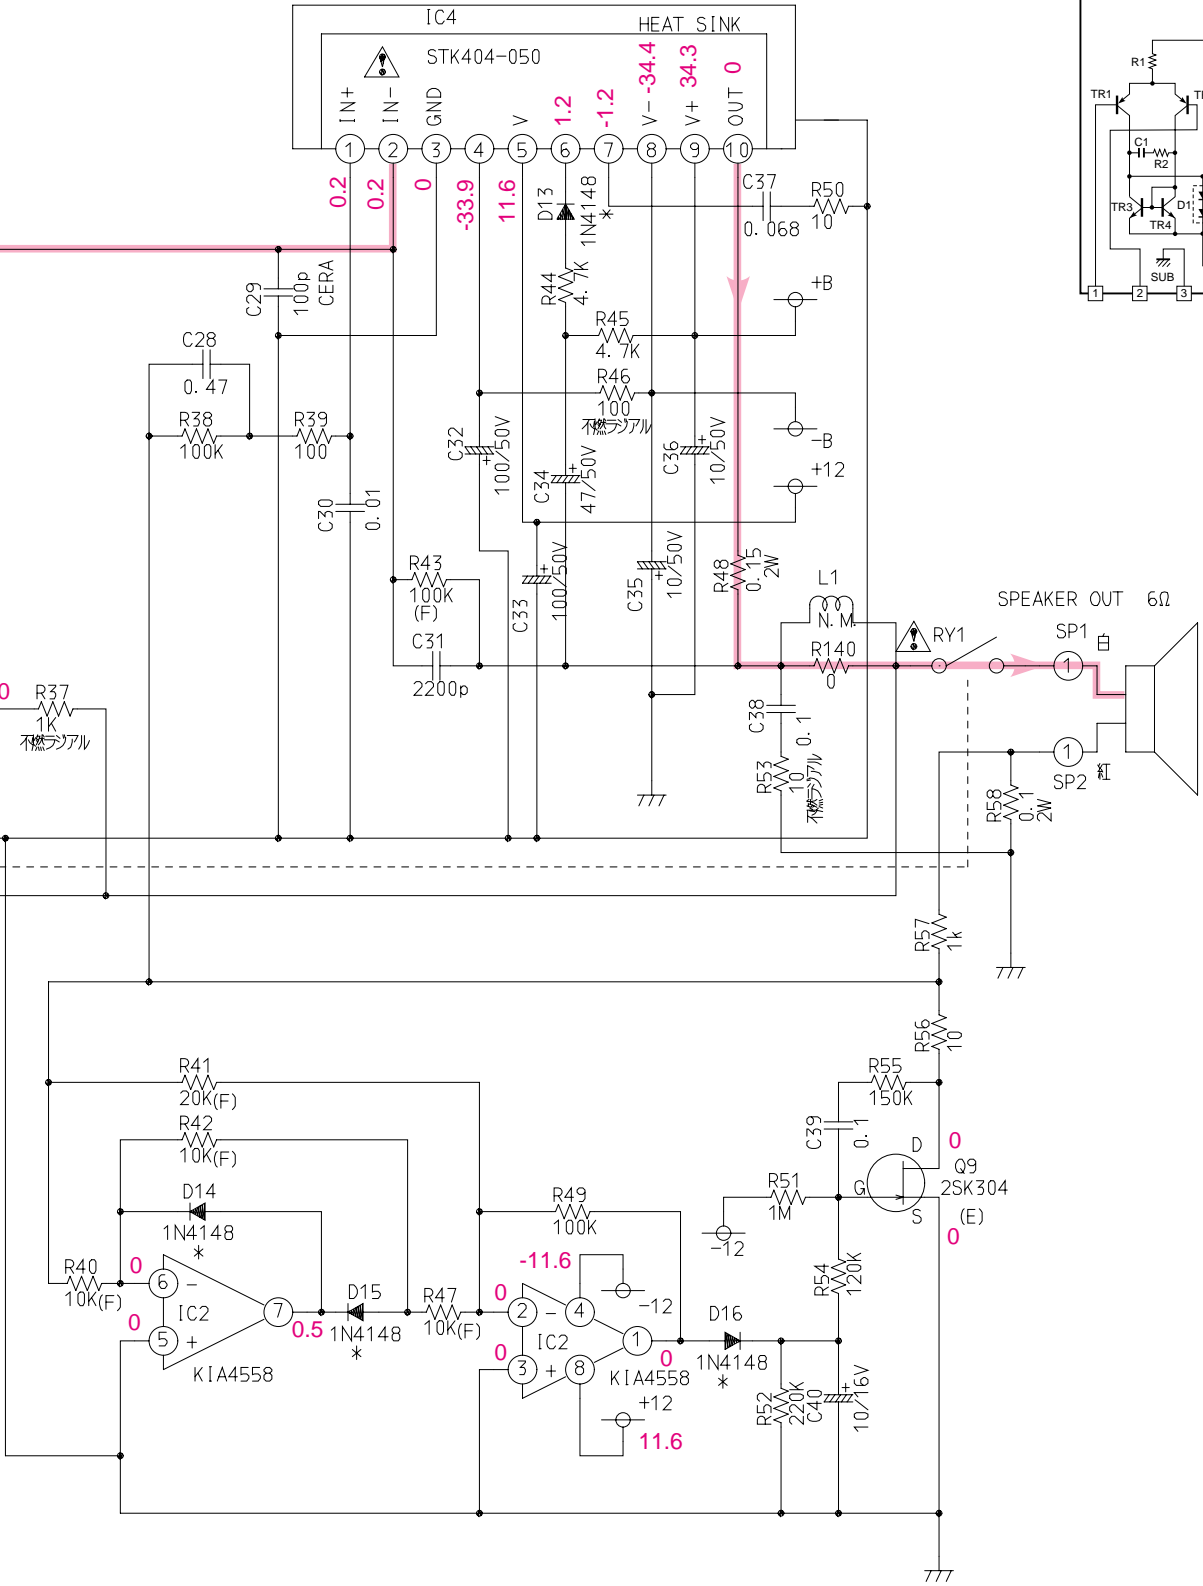 IC4
HEAT SINK
STK404-050
IN+
IN-
GND
V
1.2
-1.2
V-
-34.4
V+
34.3
OUT
0
1
2
3
4
5
6
7
8
9
10
0.2
0.2
0
-33.9
11.6
D13
1N4148
*
C37
0.068
R50
10
C29
100p
CERA
R44
4.7K
+B
R45
4.7K
C28
0.47
R46
100
不燃ラジアル
R38
100K
R39
100
C32
100/50V
+
C34
47/50V
+
C36
10/50V
+
-B
+12
C30
0.01
R43
100K
(F)
C33
100/50V
+
C35
10/50V
+
R48
0.15
2W
L1
N.M.
SPEAKER OUT 6Ω
RY1
SP1
白
1
C31
2200p
R140
0
0
R37
1K
不燃ラジアル
C38
0.1
R53
10
不燃ラジアル
1
SP2
紅
R58
0.1
2W
R57
1k
R56
10
R41
20K(F)
R42
10K(F)
R55
150K
C39
0.1
D
0
Q9
2SK304
(E)
G
S
0
D14
1N4148
*
R49
100K
R51
1M
-12
R40
10K(F)
0
6
-
IC2
7
0.5
0
5
+
KIA4558
D15
1N4148
*
R47
10K(F)
-11.6
-12
0
2
-
4
IC2
1
0
0
3
+
8
KIA4558
+12
11.6
D16
1N4148
*
R54
120K
R52
220K
C40
10/16V
+
R1
TR1
C1
R2
TR3
TR4
D1
SUB
1
2
3